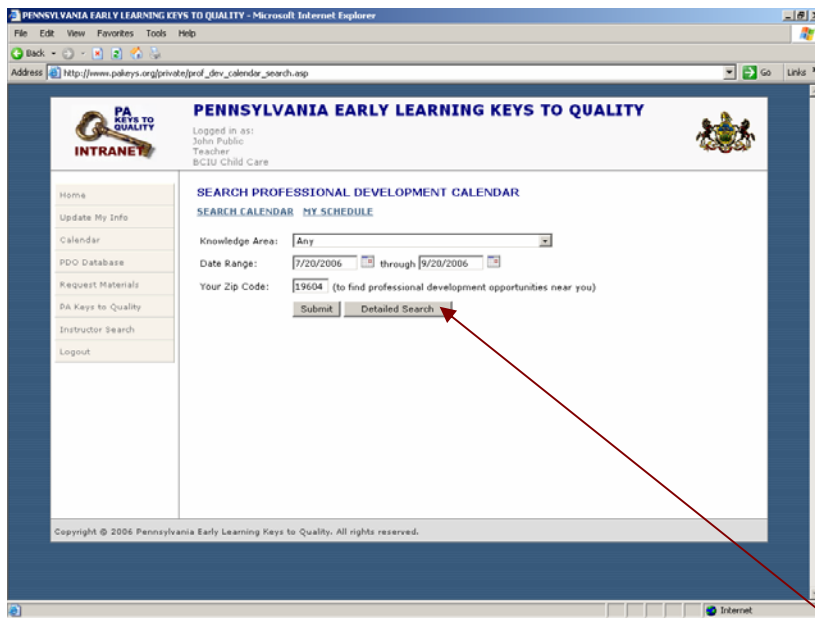 PENNSYLVANIA EARLY LEARNING KEYS TO QUALITY - Microsoft Internet Explorer
File Edit View Favorites Tools Help
Back
Address http://www.pakeys.org/private/prof_dev_calendar_search.asp Go Links
PA
KEYS TO
QUALITY
INTRANET
PENNSYLVANIA EARLY LEARNING KEYS TO QUALITY
Logged in as:
John Public
Teacher
BCIU Child Care
Home
Update My Info
Calendar
PDO Database
Request Materials
PA Keys to Quality
Instructor Search
Logout
SEARCH PROFESSIONAL DEVELOPMENT CALENDAR
SEARCH CALENDAR MY SCHEDULE
Knowledge Area: Any
Date Range: 7/20/2006 through 9/20/2006
Your Zip Code: 19604 (to find professional development opportunities near you)
Submit Detailed Search
Copyright © 2006 Pennsylvania Early Learning Keys to Quality. All rights reserved.
Internet